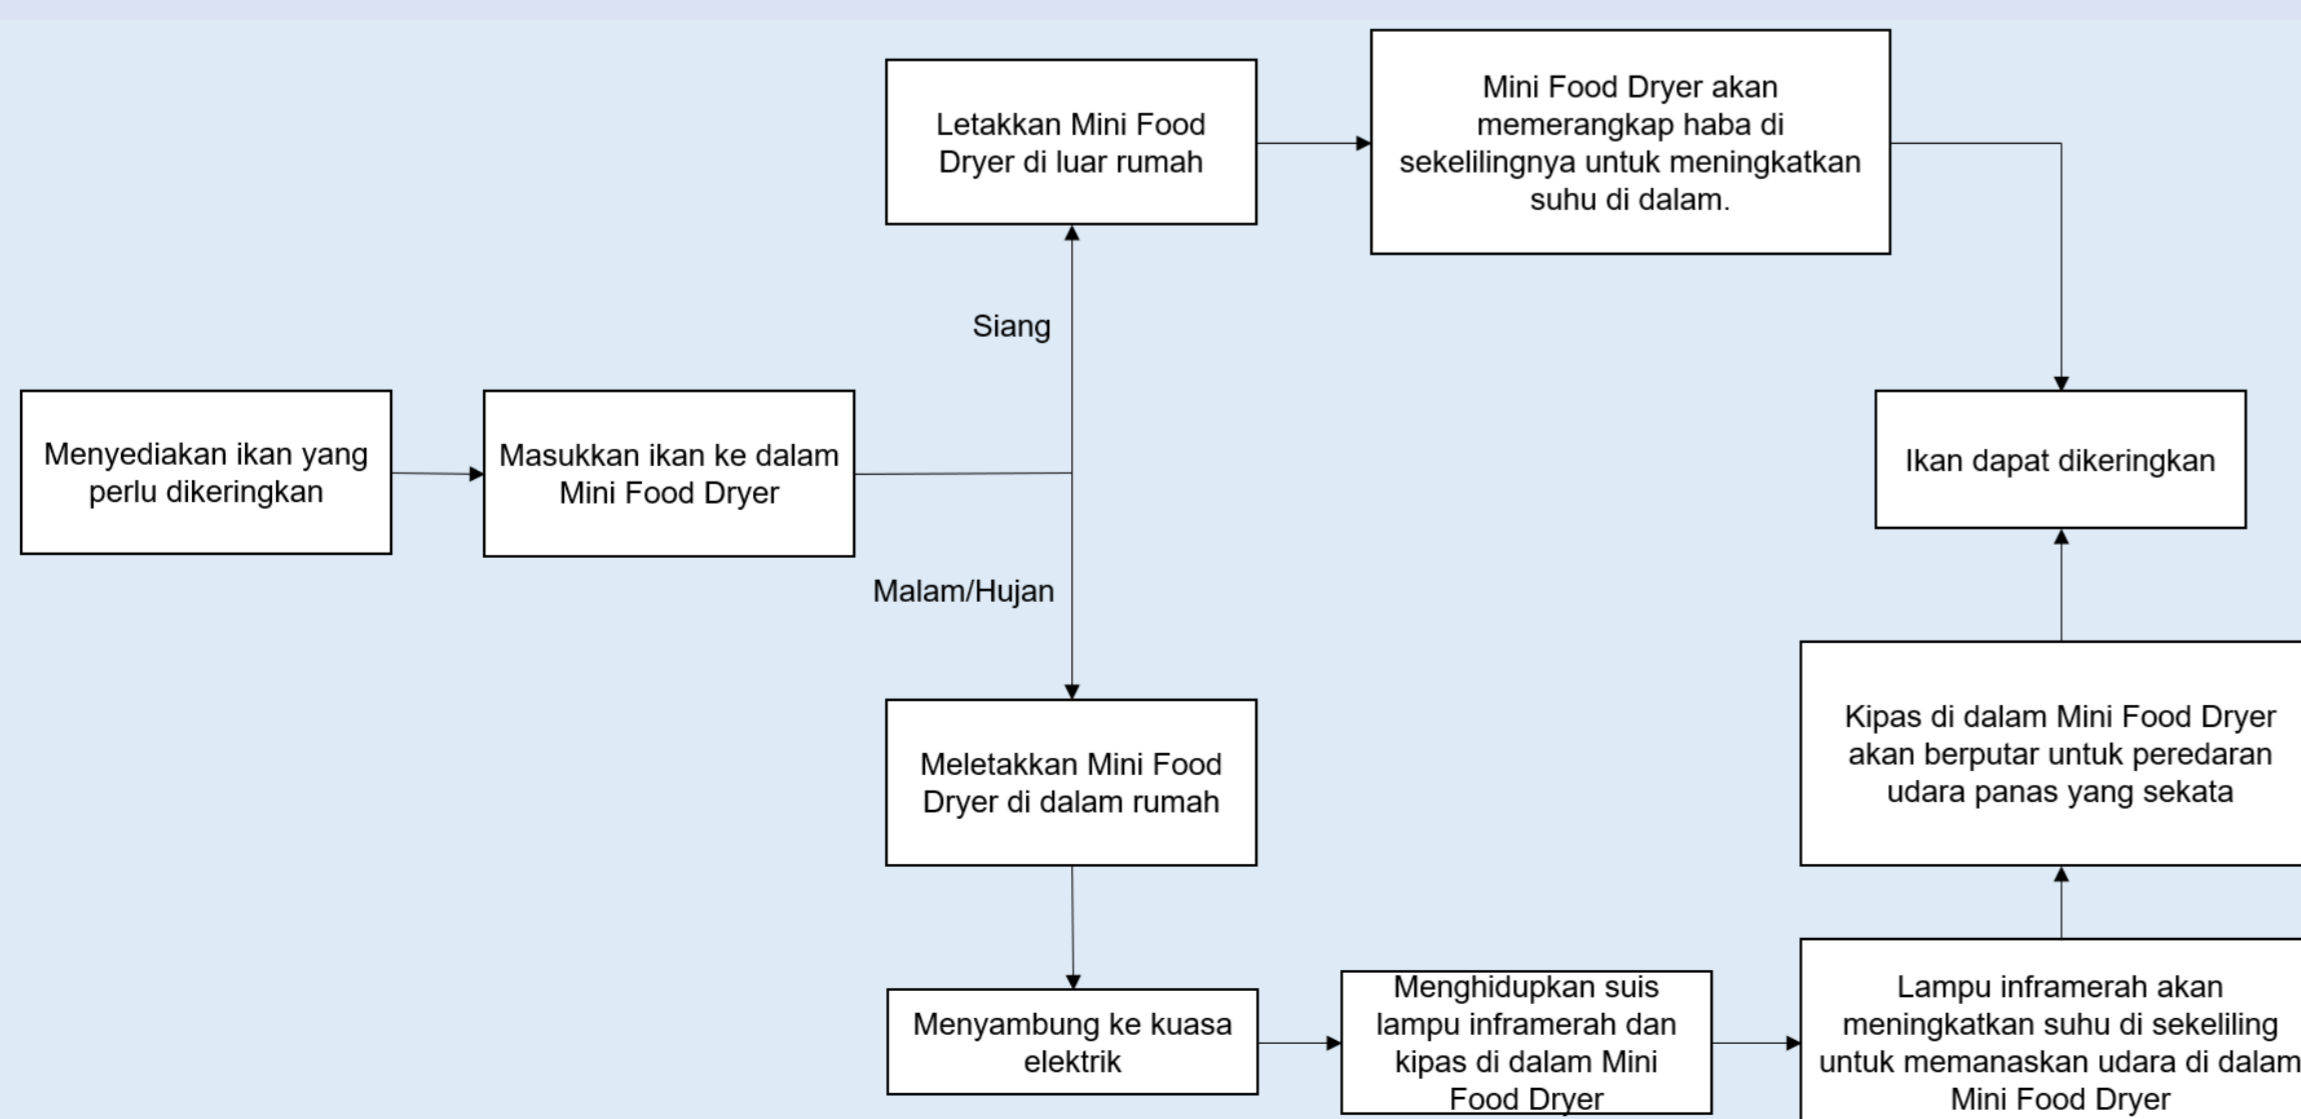 Menyediakan ikan yang
perlu dikeringkan
Masukkan ikan ke dalam
Mini Food Dryer
Siang
Letakkan Mini Food
Dryer di luar rumah
Mini Food Dryer akan
memerangkap haba di
sekelilingnya untuk meningkatkan
suhu di dalam.
Malam/Hujan
Meletakkan Mini Food
Dryer di dalam rumah
Menyambung ke kuasa
elektrik
Menghidupkan suis
lampu inframerah dan
kipas di dalam Mini
Food Dryer
Lampu inframerah akan
meningkatkan suhu di sekeliling
untuk memanaskan udara di dalam
Mini Food Dryer
Kipas di dalam Mini Food Dryer
akan berputar untuk peredaran
udara panas yang sekata
Ikan dapat dikeringkan